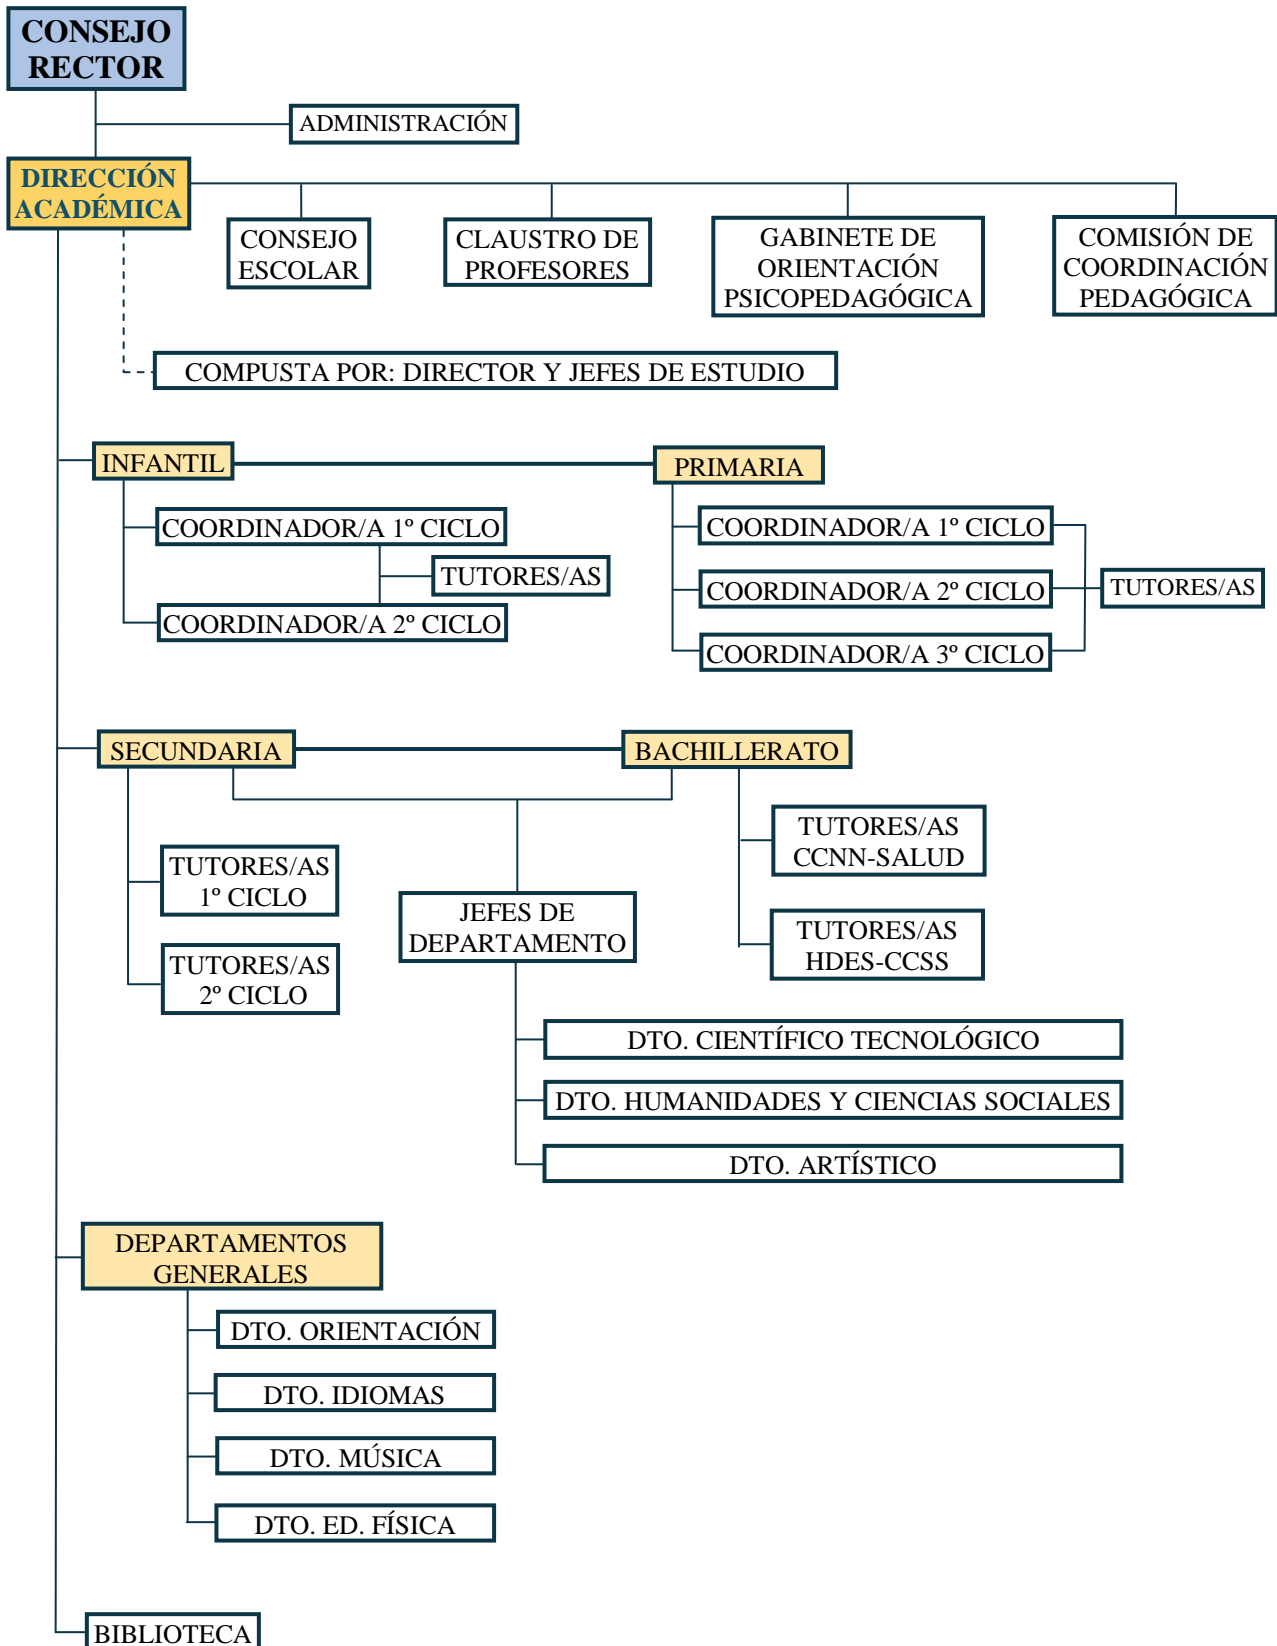 CONSEJO
RECTOR
ADMINISTRACIÓN
DIRECCIÓN
ACADÉMICA
CONSEJO
ESCOLAR
CLAUSTRO DE
PROFESORES
GABINETE DE
ORIENTACIÓN
PSICOPEDAGÓGICA
COMISIÓN DE
COORDINACIÓN
PEDAGÓGICA
COMPUSTA POR: DIRECTOR Y JEFES DE ESTUDIO
INFANTIL
COORDINADOR/A 1º CICLO
TUTORES/AS
COORDINADOR/A 2º CICLO
PRIMARIA
COORDINADOR/A 1º CICLO
COORDINADOR/A 2º CICLO
COORDINADOR/A 3º CICLO
TUTORES/AS
SECUNDARIA
TUTORES/AS
1º CICLO
TUTORES/AS
2º CICLO
BACHILLERATO
TUTORES/AS
CCNN-SALUD
TUTORES/AS
HDES-CCSS
JEFES DE
DEPARTAMENTO
DTO. CIENTÍFICO TECNOLÓGICO
DTO. HUMANIDADES Y CIENCIAS SOCIALES
DTO. ARTÍSTICO
DEPARTAMENTOS
GENERALES
DTO. ORIENTACIÓN
DTO. IDIOMAS
DTO. MÚSICA
DTO. ED. FÍSICA
BIBLIOTECA